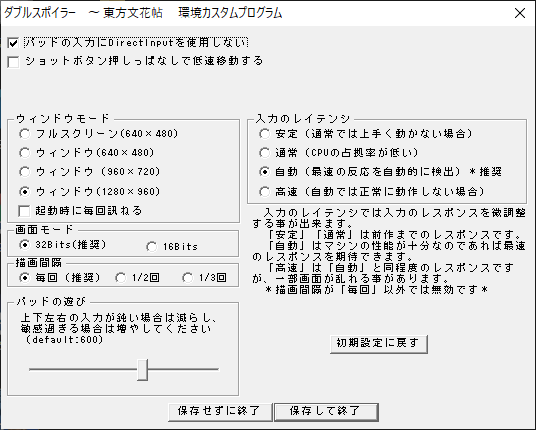 ダブルスポイラー　～東方文花帖　環境カスタムプログラム
パッドの入力にDirectInputを使用しない
ショットボタン押しっぱなしで低速移動する
ウィンドウモード
フルスクリーン(640×480)
ウィンドウ(640×480)
ウィンドウ (960×720)
ウィンドウ(1280×960)
起動時に毎回訊ねる
画面モード
32Bits(推奨)
16Bits
描画間隔
毎回 (推奨)
1/2回
1/3回
パッドの遊び
上下左右の入力が鈍い場合は減らし、
敏感過ぎる場合は増やしてください
(default:600)
入力のレイテンシ
安定 (通常では上手く動かない場合)
通常 (CPUの占拠率が低い)
自動 (最速の反応を自動的に検出) *推奨
高速 (自動では正常に動作しない場合)
入力のレイテンシでは入力のレスポンスを微調整
する事が出来ます。
「安定」「通常」は前作までのレスポンスです。
「自動」はマシンの性能が十分なのであれば最速
のレスポンスを期待できます。
「高速」は「自動」と同程度のレスポンスです
が、一部画面が乱れる事があります。
*描画間隔が「毎回」以外では無効です*
初期設定に戻す
保存せずに終了
保存して終了